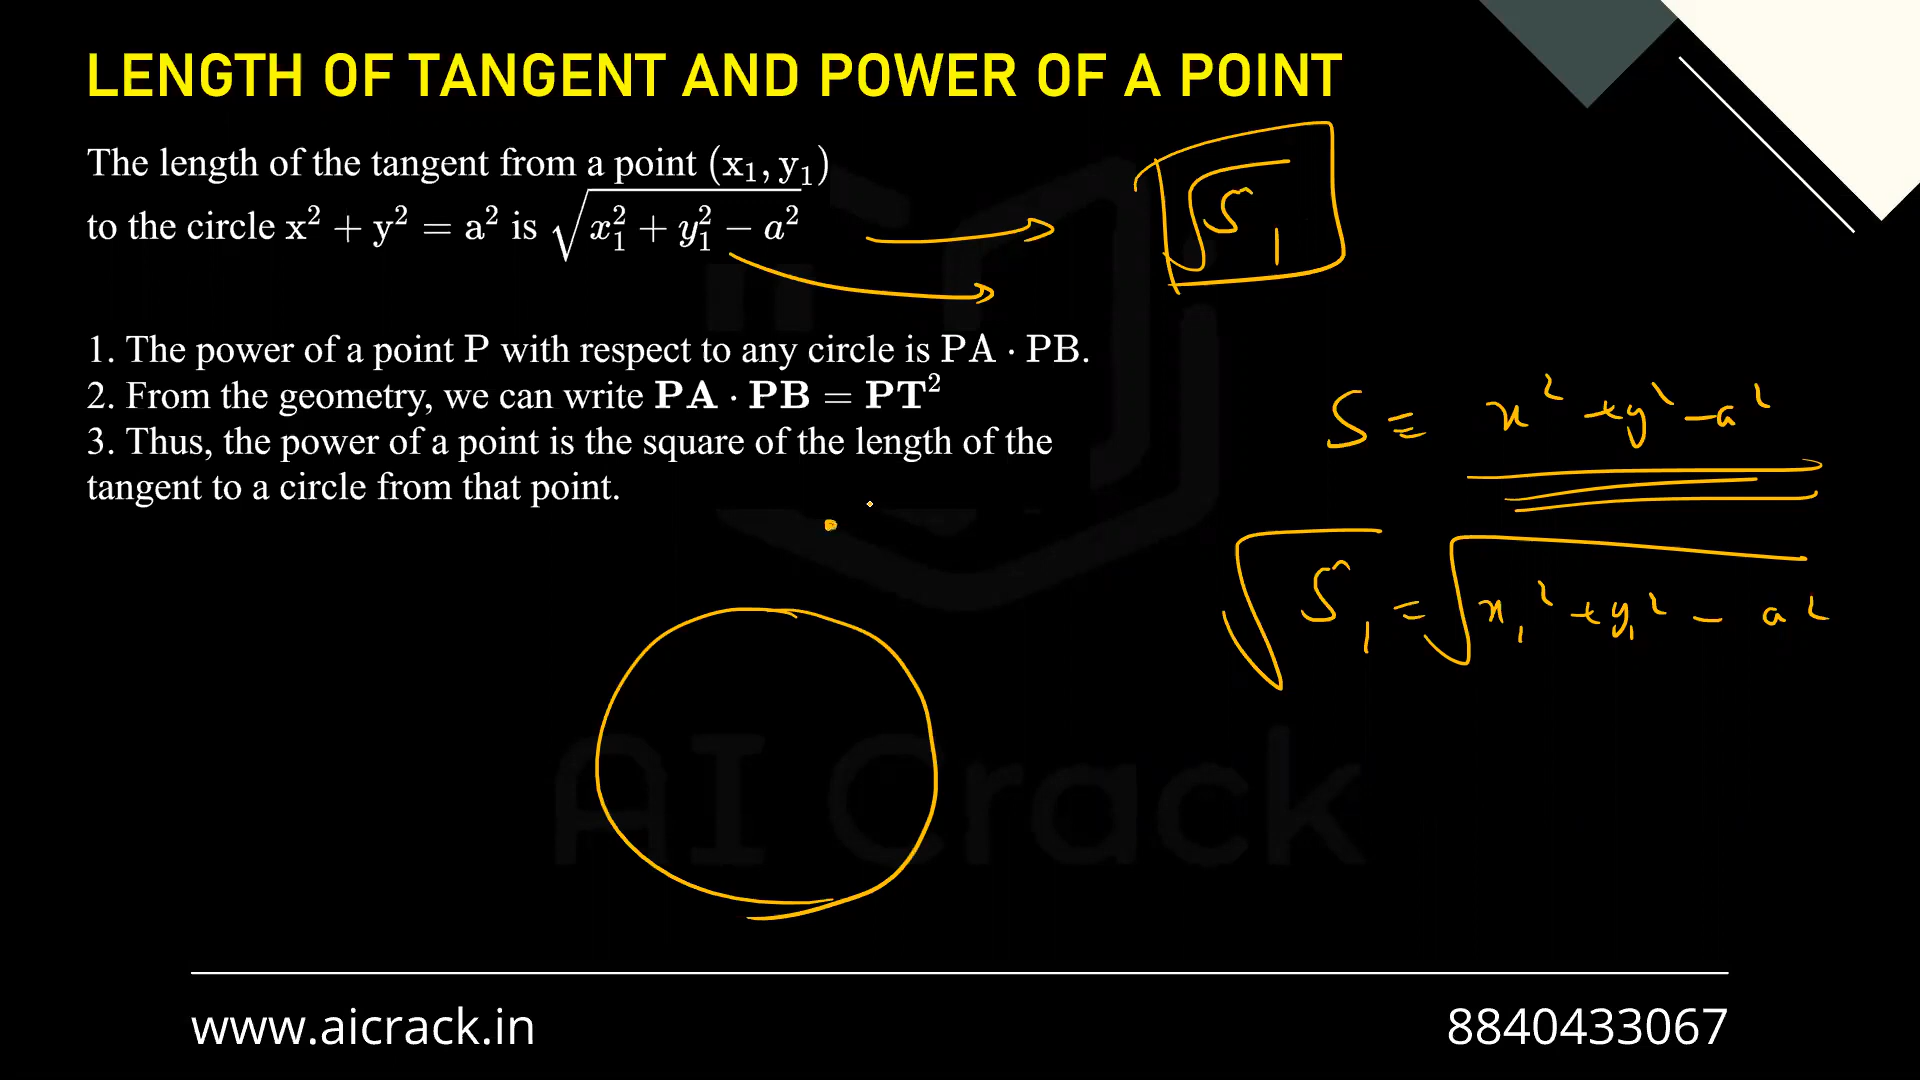 LENGTH OF TANGENT AND POWER OF A POINT
The length of the tangent from a point (x₁, y₁)
to the circle x² + y² = a² is √(x₁² + y₁² − a²)
√S₁
1. The power of a point P with respect to any circle is PA · PB.
2. From the geometry, we can write PA · PB = PT²
3. Thus, the power of a point is the square of the length of the
tangent to a circle from that point.
S ≡ x² + y² − a²
√S₁ = √(x₁² + y₁² − a²)
AI Crack
www.aicrack.in
8840433067